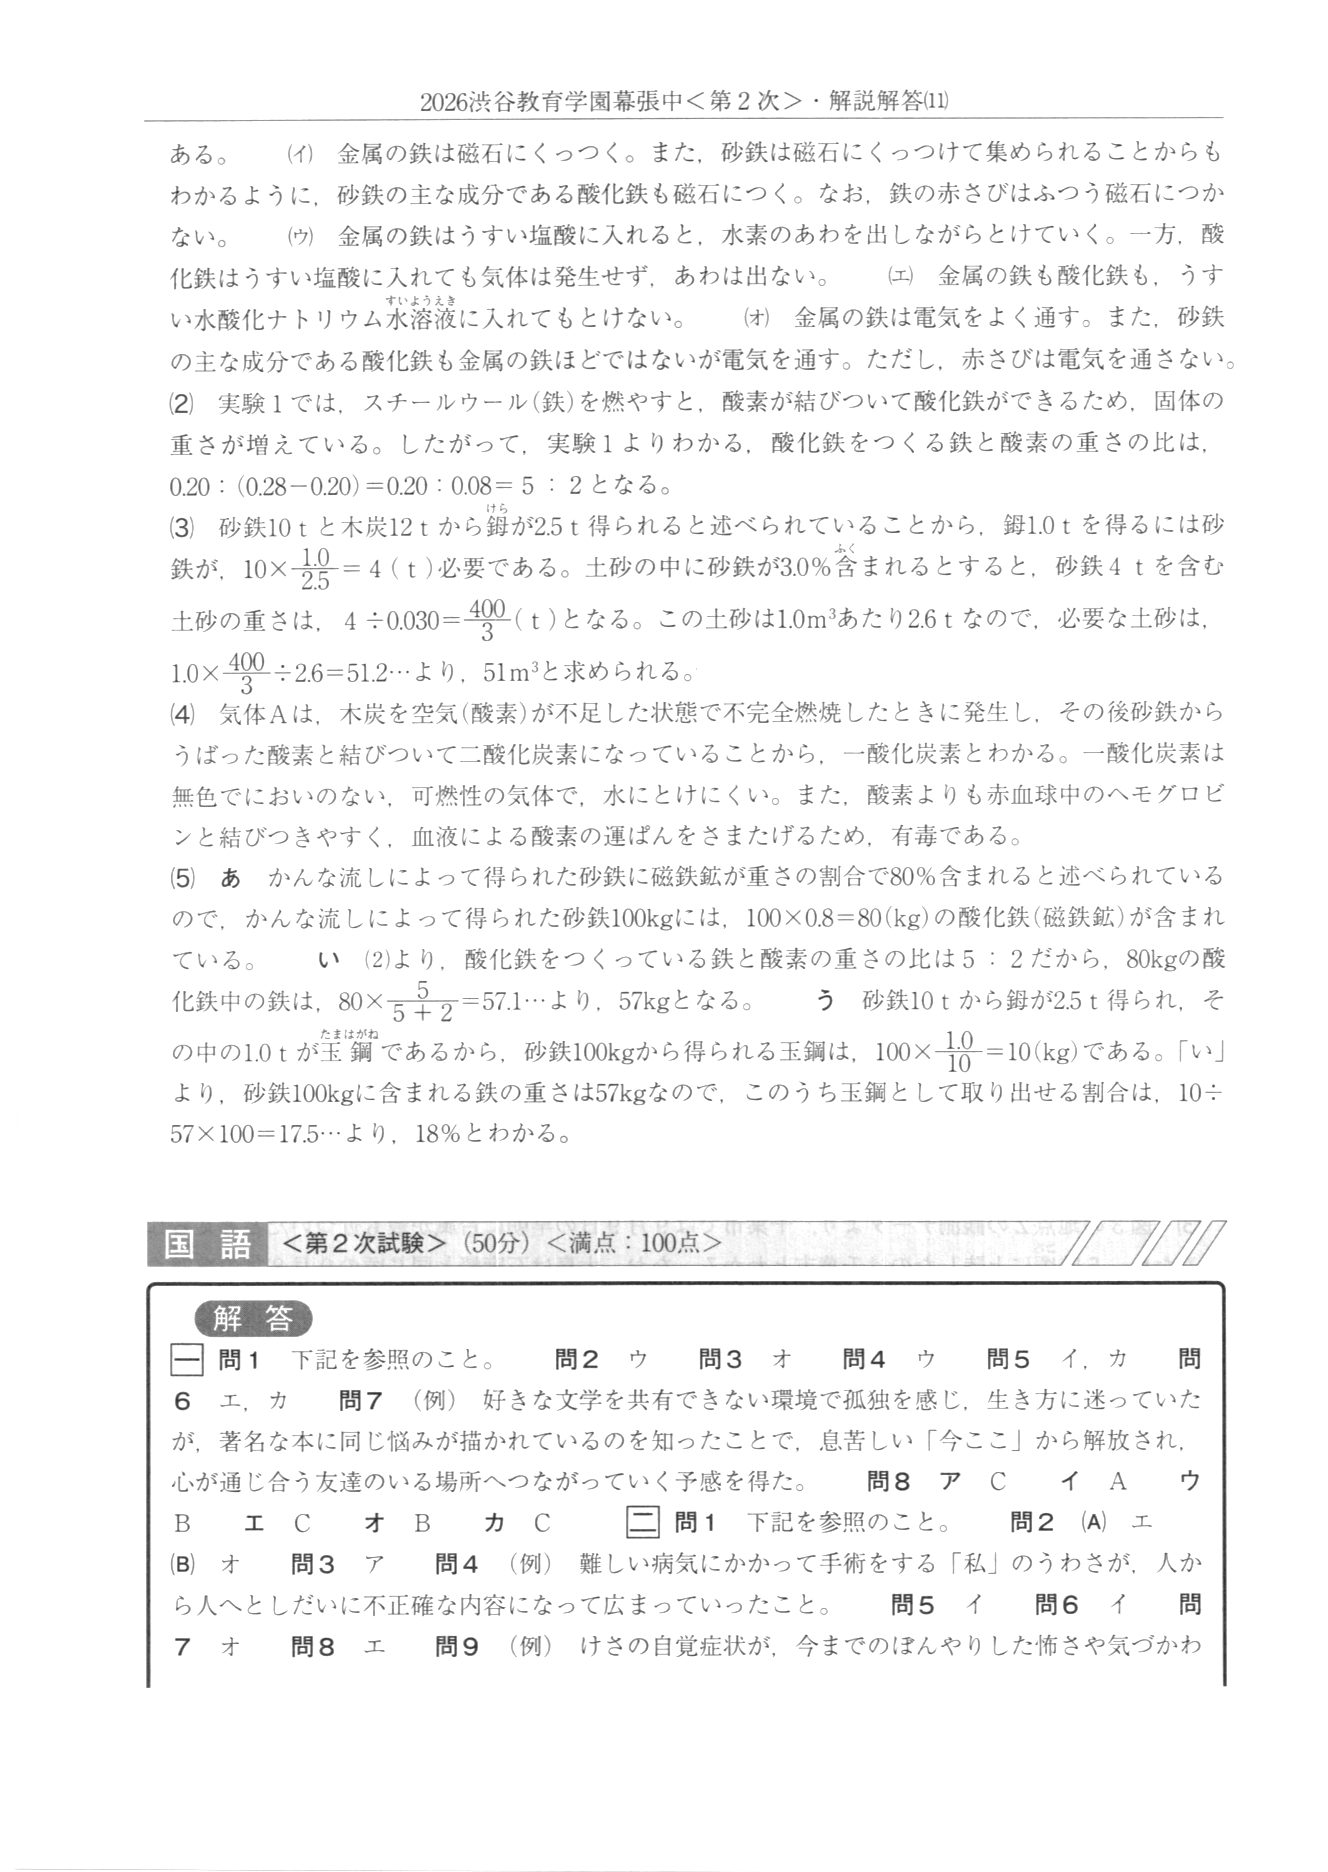 2026渋谷教育学園幕張中＜第２次＞・解説解答⑾
ある。　　(イ)　金属の鉄は磁石にくっつく。また，砂鉄は磁石にくっつけて集められることからも
わかるように，砂鉄の主な成分である酸化鉄も磁石につく。なお，鉄の赤さびはふつう磁石につか
ない。　　(ウ)　金属の鉄はうすい塩酸に入れると，水素のあわを出しながらとけていく。一方，酸
化鉄はうすい塩酸に入れても気体は発生せず，あわは出ない。　　(エ)　金属の鉄も酸化鉄も，うす
すいようえき
い水酸化ナトリウム水溶液に入れてもとけない。　　(オ)　金属の鉄は電気をよく通す。また，砂鉄
の主な成分である酸化鉄も金属の鉄ほどではないが電気を通す。ただし，赤さびは電気を通さない。
(2)　実験１では，スチールウール(鉄)を燃やすと，酸素が結びついて酸化鉄ができるため，固体の
重さが増えている。したがって，実験１よりわかる，酸化鉄をつくる鉄と酸素の重さの比は，
0.20：(0.28－0.20)＝0.20：0.08＝５：２となる。
けら
(3)　砂鉄10ｔと木炭12ｔから鉧が2.5ｔ得られると述べられていることから，鉧1.0ｔを得るには砂
ふく
鉄が，10×1.0/2.5＝４(ｔ)必要である。土砂の中に砂鉄が3.0％含まれるとすると，砂鉄４ｔを含む
土砂の重さは，４÷0.030＝400/3(ｔ)となる。この土砂は1.0m³あたり2.6ｔなので，必要な土砂は，
1.0×400/3÷2.6＝51.2…より，51m³と求められる。
(4)　気体Ａは，木炭を空気(酸素)が不足した状態で不完全燃焼したときに発生し，その後砂鉄から
うばった酸素と結びついて二酸化炭素になっていることから，一酸化炭素とわかる。一酸化炭素は
無色でにおいのない，可燃性の気体で，水にとけにくい。また，酸素よりも赤血球中のヘモグロビ
ンと結びつきやすく，血液による酸素の運ぱんをさまたげるため，有毒である。
(5)　あ　かんな流しによって得られた砂鉄に磁鉄鉱が重さの割合で80％含まれると述べられている
ので，かんな流しによって得られた砂鉄100kgには，100×0.8＝80(kg)の酸化鉄(磁鉄鉱)が含まれ
ている。　　い　(2)より，酸化鉄をつくっている鉄と酸素の重さの比は５：２だから，80kgの酸
化鉄中の鉄は，80×5/5＋2＝57.1…より，57kgとなる。　　う　砂鉄10ｔから鉧が2.5ｔ得られ，そ
たまはがね
の中の1.0ｔが玉鋼であるから，砂鉄100kgから得られる玉鋼は，100×1.0/10＝10(kg)である。「い」
より，砂鉄100kgに含まれる鉄の重さは57kgなので，このうち玉鋼として取り出せる割合は，10÷
57×100＝17.5…より，18％とわかる。
国　語　＜第２次試験＞（50分）＜満点：100点＞
解　答
一　問１　下記を参照のこと。　　問２　ウ　　問３　オ　　問４　ウ　　問５　イ，カ　　問
６　エ，カ　　問７　（例）　好きな文学を共有できない環境で孤独を感じ，生き方に迷っていた
が，著名な本に同じ悩みが描かれているのを知ったことで，息苦しい「今ここ」から解放され，
心が通じ合う友達のいる場所へつながっていく予感を得た。　　問８　ア　Ｃ　　イ　Ａ　　ウ
Ｂ　　エ　Ｃ　　オ　Ｂ　　カ　Ｃ　　　二　問１　下記を参照のこと。　　問２　(A)　エ
(B)　オ　　問３　ア　　問４　（例）　難しい病気にかかって手術をする「私」のうわさが，人か
ら人へとしだいに不正確な内容になって広まっていったこと。　　問５　イ　　問６　イ　　問
７　オ　　問８　エ　　問９　（例）　けさの自覚症状が，今までのぼんやりした怖さや気づかわ